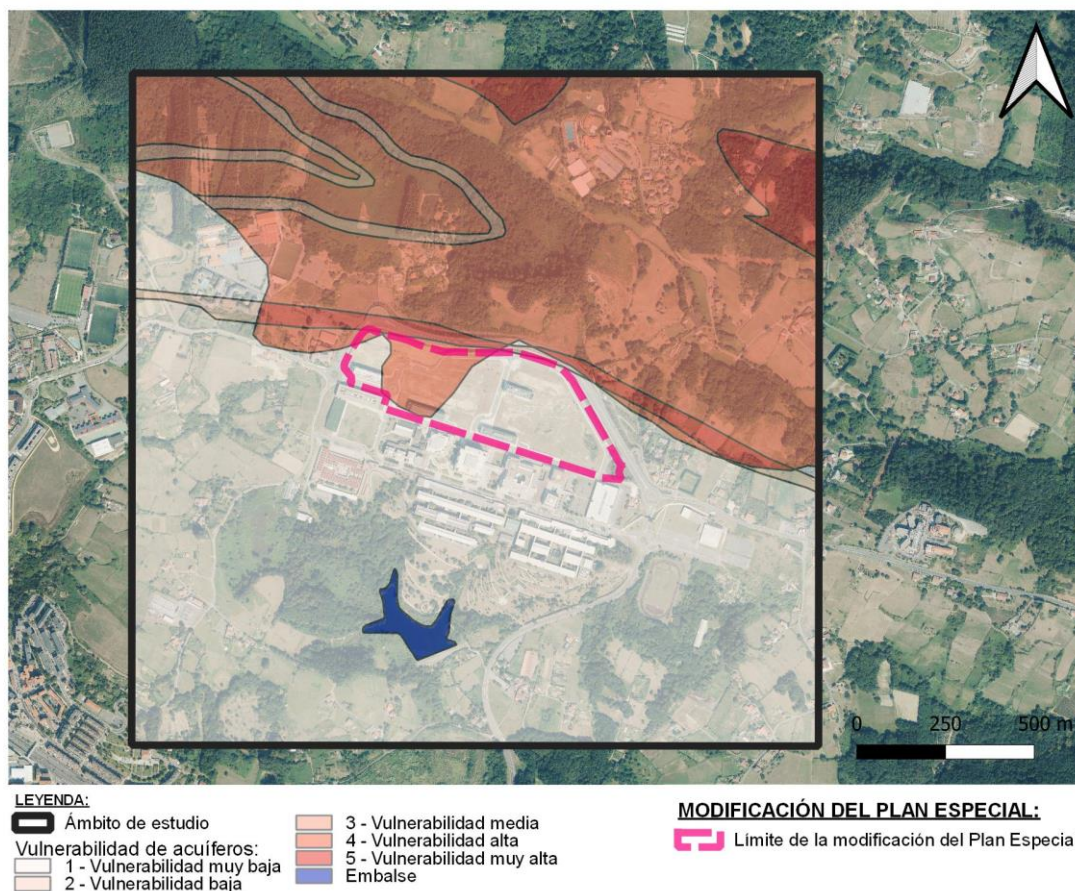 0 250 500 m
LEYENDA:
Ámbito de estudio
Vulnerabilidad de acuíferos:
1 - Vulnerabilidad muy baja
2 - Vulnerabilidad baja
3 - Vulnerabilidad media
4 - Vulnerabilidad alta
5 - Vulnerabilidad muy alta
Embalse
MODIFICACIÓN DEL PLAN ESPECIAL:
Límite de la modificación del Plan Especia